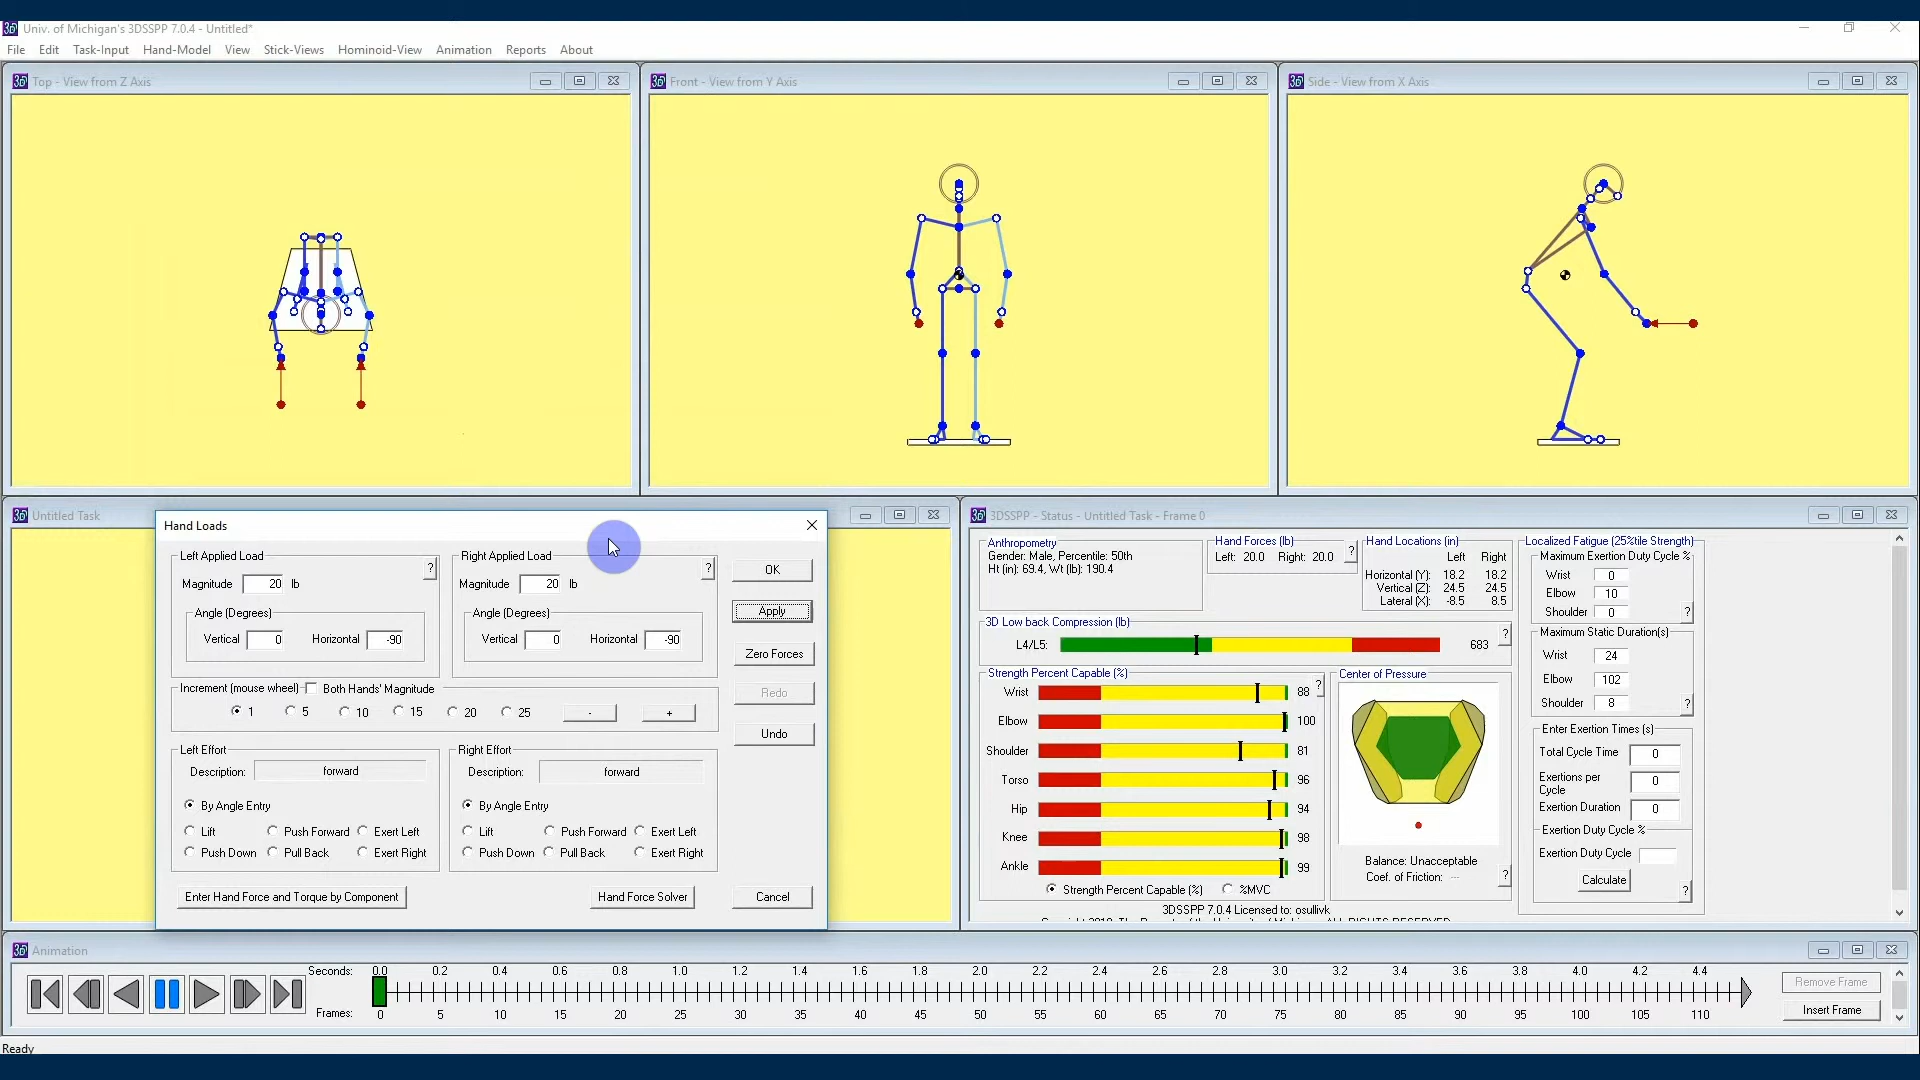 Univ. of Michigan's 3DSSPP 7.0.4 - Untitled*
File Edit Task-Input Hand-Model View Stick-Views Hominoid-View Animation Reports About
Top - View from Z Axis
Front - View from Y Axis
Side - View from X Axis
Untitled Task
Hand Loads
Left Applied Load
Magnitude 20 lb
?
Angle (Degrees)
Vertical 0 Horizontal -90
Right Applied Load
Magnitude 20 lb
?
Angle (Degrees)
Vertical 0 Horizontal -90
OK
Apply
Zero Forces
Redo
Undo
Increment (mouse wheel) Both Hands' Magnitude
1 5 10 15 20 25 - +
Left Effort
Description: forward
By Angle Entry
Lift Push Forward Exert Left
Push Down Pull Back Exert Right
Right Effort
Description: forward
By Angle Entry
Lift Push Forward Exert Left
Push Down Pull Back Exert Right
Enter Hand Force and Torque by Component
Hand Force Solver
Cancel
3DSSPP - Status - Untitled Task - Frame 0
Anthropometry
Gender: Male, Percentile: 50th
Ht (in): 69.4, Wt (lb): 190.4
Hand Forces (lb)
Left: 20.0 Right: 20.0 ?
Hand Locations (in)
Left Right
Horizontal (Y): 18.2 18.2
Vertical (Z): 24.5 24.5
Lateral (X): -8.5 8.5
3D Low back Compression (lb)
L4/L5: 683 ?
Strength Percent Capable (%)
?
Wrist 88
Elbow 100
Shoulder 81
Torso 96
Hip 94
Knee 98
Ankle 99
Strength Percent Capable (%) %MVC
Center of Pressure
Balance: Unacceptable
Coef. of Friction: --- ?
3DSSPP 7.0.4 Licensed to: osullivk
Localized Fatigue (25%tile Strength)
Maximum Exertion Duty Cycle %
Wrist 0
Elbow 10
Shoulder 0 ?
Maximum Static Duration(s)
Wrist 24
Elbow 102
Shoulder 8 ?
Enter Exertion Times (s)
Total Cycle Time 0
Exertions per Cycle 0
Exertion Duration 0
Exertion Duty Cycle %
Exertion Duty Cycle
Calculate ?
Animation
Seconds: 0.0 0.2 0.4 0.6 0.8 1.0 1.2 1.4 1.6 1.8 2.0 2.2 2.4 2.6 2.8 3.0 3.2 3.4 3.6 3.8 4.0 4.2 4.4
Frames: 0 5 10 15 20 25 30 35 40 45 50 55 60 65 70 75 80 85 90 95 100 105 110
Remove Frame
Insert Frame
Ready